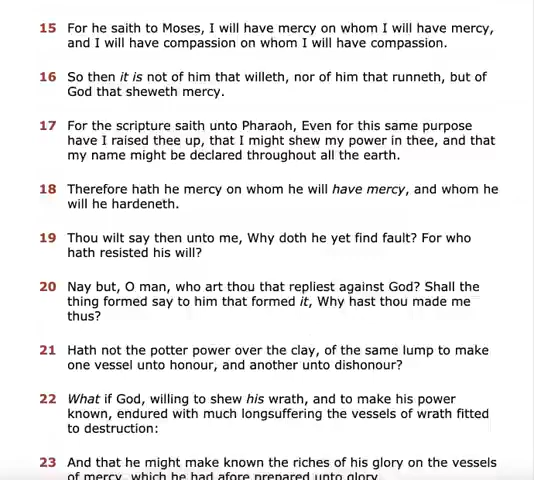 15 For he saith to Moses, I will have mercy on whom I will have mercy,
and I will have compassion on whom I will have compassion.
16 So then it is not of him that willeth, nor of him that runneth, but of
God that sheweth mercy.
17 For the scripture saith unto Pharaoh, Even for this same purpose
have I raised thee up, that I might shew my power in thee, and that
my name might be declared throughout all the earth.
18 Therefore hath he mercy on whom he will have mercy, and whom he
will he hardeneth.
19 Thou wilt say then unto me, Why doth he yet find fault? For who
hath resisted his will?
20 Nay but, O man, who art thou that repliest against God? Shall the
thing formed say to him that formed it, Why hast thou made me
thus?
21 Hath not the potter power over the clay, of the same lump to make
one vessel unto honour, and another unto dishonour?
22 What if God, willing to shew his wrath, and to make his power
known, endured with much longsuffering the vessels of wrath fitted
to destruction:
23 And that he might make known the riches of his glory on the vessels
of mercy, which he had afore prepared unto glory